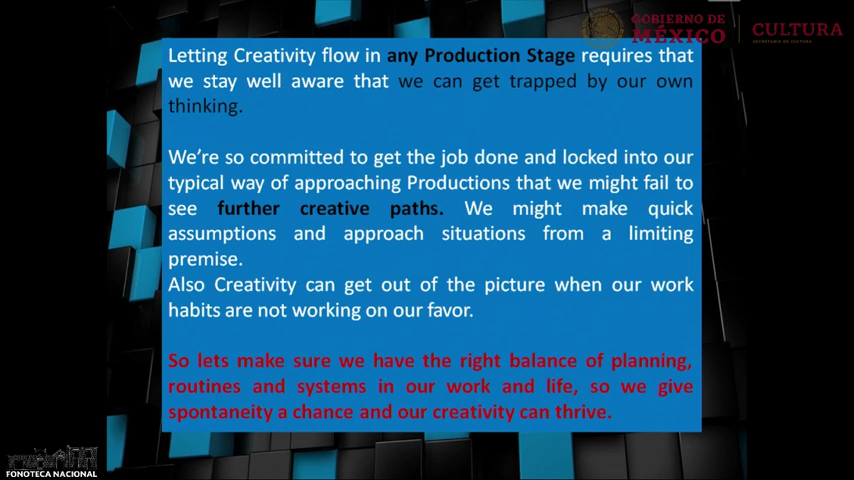 GOBIERNO DE
MÉXICO
CULTURA
SECRETARÍA DE CULTURA
Letting Creativity flow in any Production Stage requires that
we stay well aware that we can get trapped by our own
thinking.
We're so committed to get the job done and locked into our
typical way of approaching Productions that we might fail to
see further creative paths. We might make quick
assumptions and approach situations from a limiting
premise.
Also Creativity can get out of the picture when our work
habits are not working on our favor.
So lets make sure we have the right balance of planning,
routines and systems in our work and life, so we give
spontaneity a chance and our creativity can thrive.
FONOTECA NACIONAL